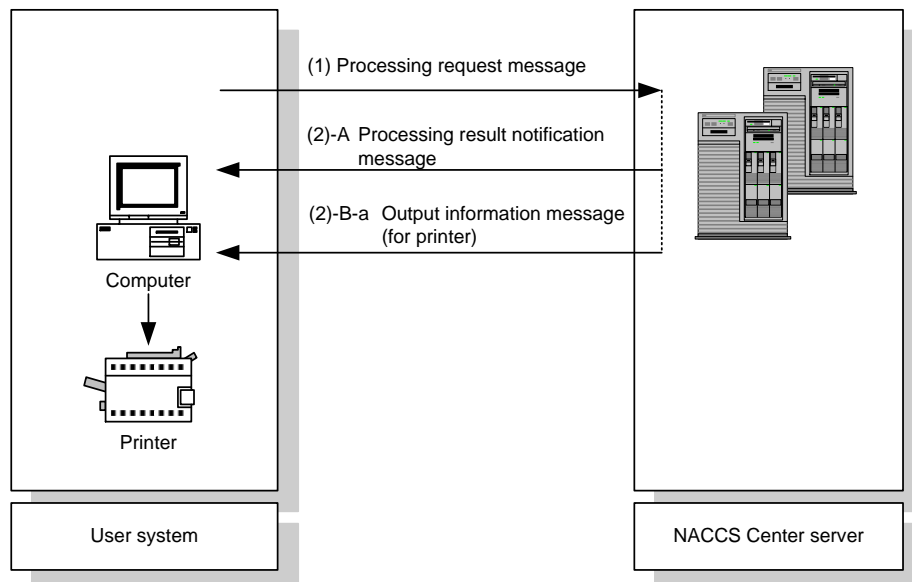 (1) Processing request message
(2)-A Processing result notification
message
(2)-B-a Output information message
(for printer)
Computer
Printer
User system
NACCS Center server